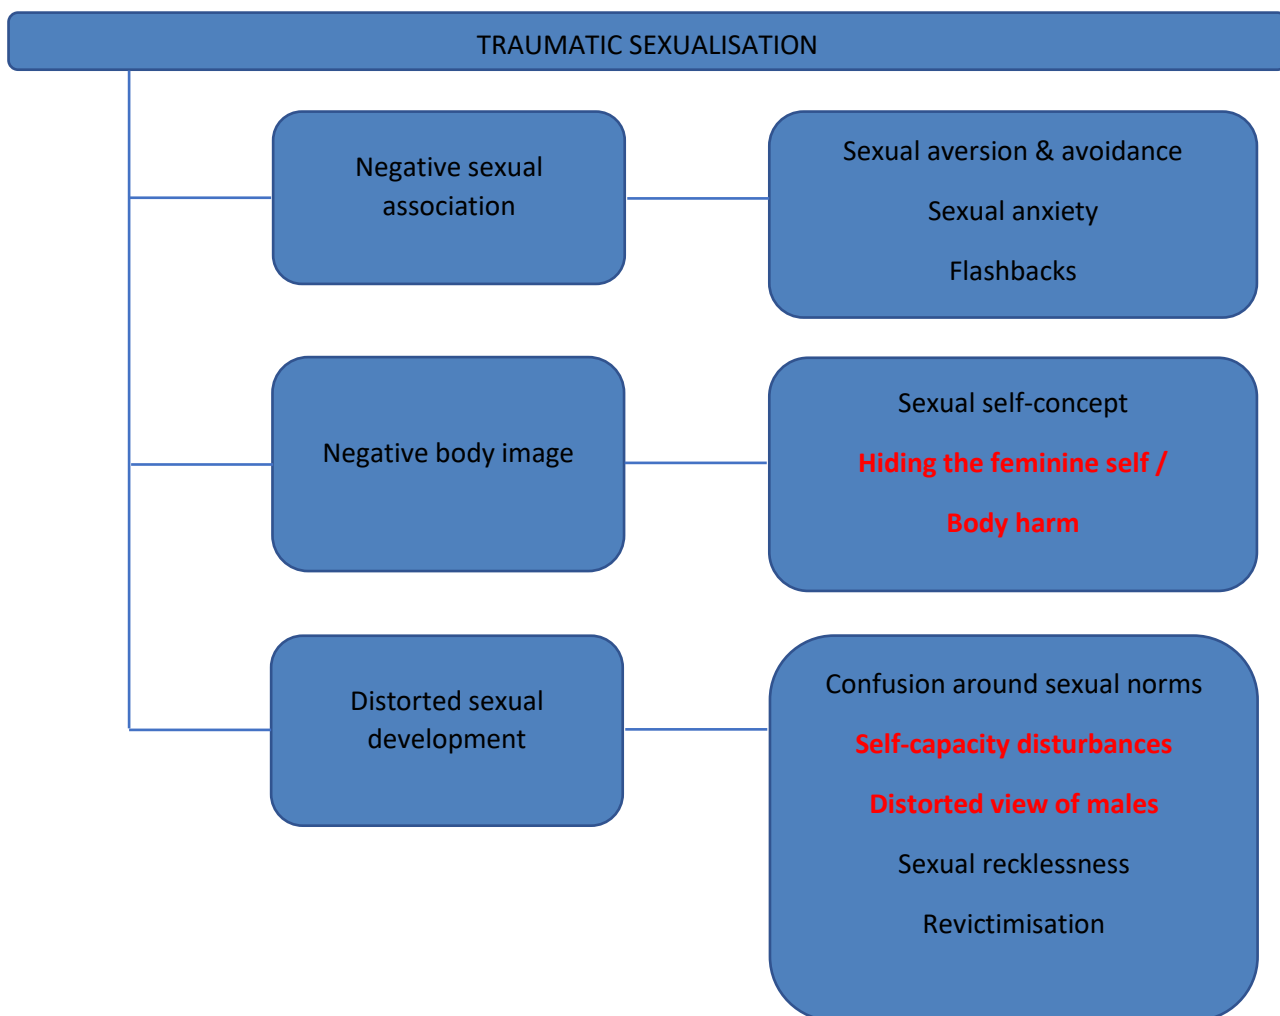 TRAUMATIC SEXUALISATION
Negative sexual
association
Sexual aversion & avoidance
Sexual anxiety
Flashbacks
Negative body image
Sexual self-concept
Hiding the feminine self /
Body harm
Distorted sexual
development
Confusion around sexual norms
Self-capacity disturbances
Distorted view of males
Sexual recklessness
Revictimisation